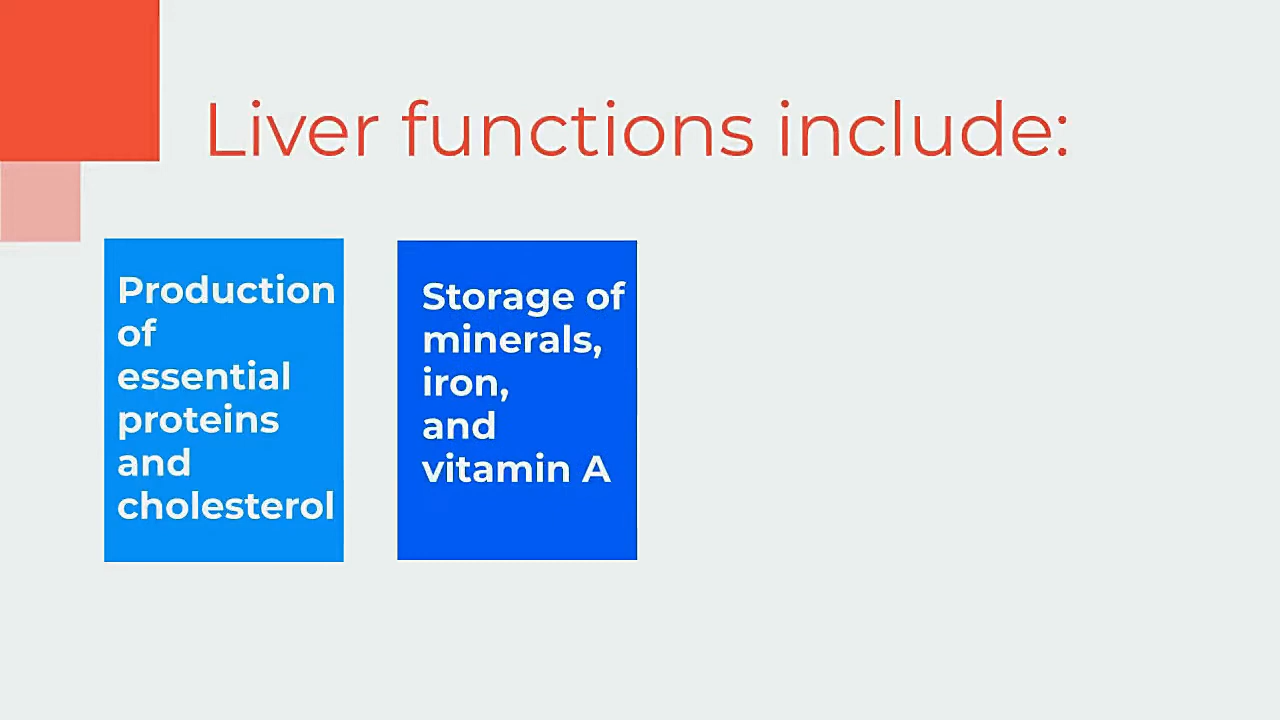 Liver functions include:
Production
of
essential
proteins
and
cholesterol
Storage of
minerals,
iron,
and
vitamin A